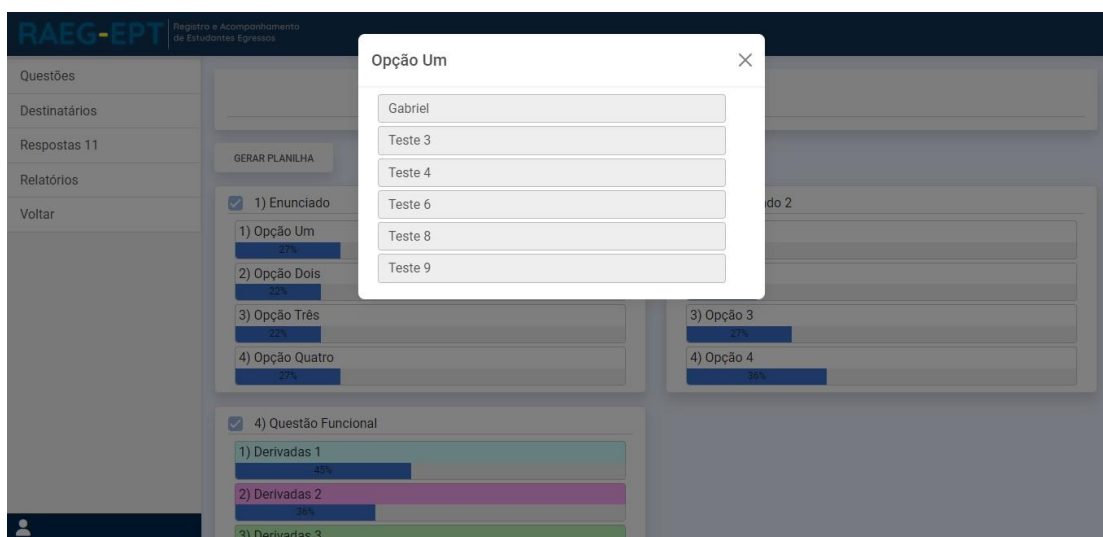 RAEG-EPT
Registro e Acompanhamento
de Estudantes Egressos
Questões
Destinatários
Respostas 11
Relatórios
Voltar
Opção Um
Gabriel
Teste 3
Teste 4
Teste 6
Teste 8
Teste 9
GERAR PLANILHA
1) Enunciado
1) Opção Um
27%
2) Opção Dois
22%
3) Opção Três
22%
4) Opção Quatro
27%
do 2
3) Opção 3
27%
4) Opção 4
36%
4) Questão Funcional
1) Derivadas 1
45%
2) Derivadas 2
36%
3) Derivadas 3